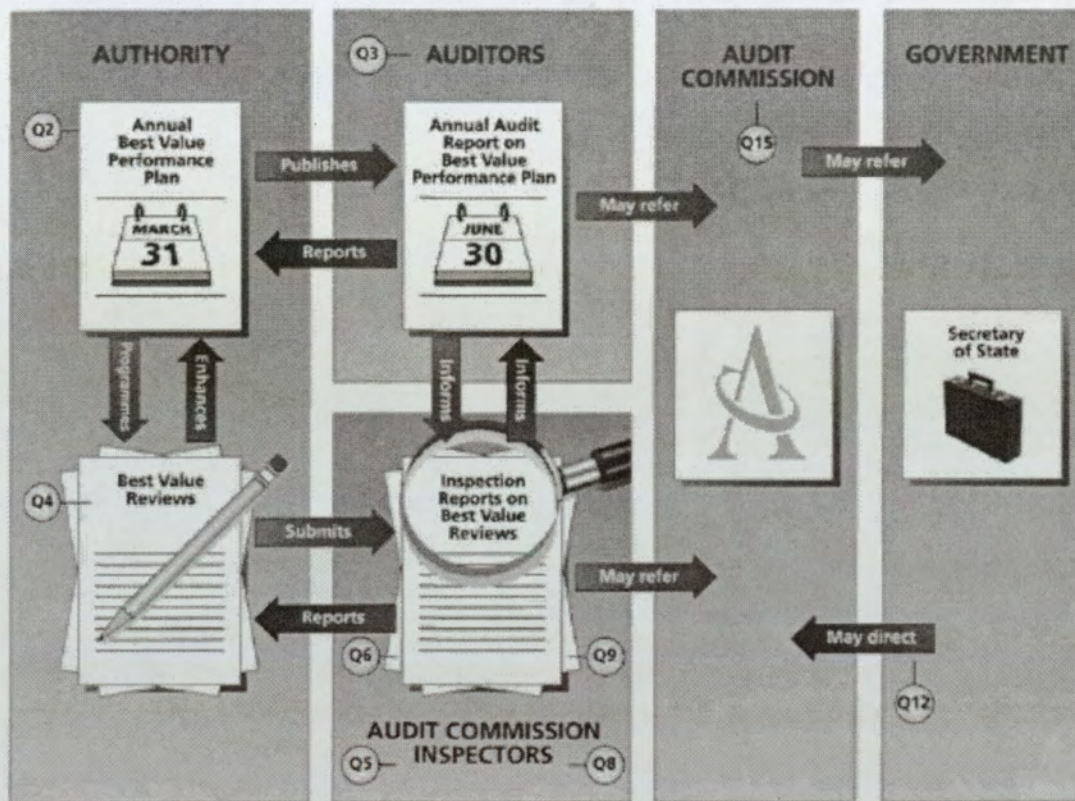 AUTHORITY
Q2
Annual
Best Value
Performance
Plan
MARCH
31
Publishes
Reports
Programmes
Enhances
Q4
Best Value
Reviews
Submits
Reports
Q3
AUDITORS
Annual Audit
Report on
Best Value
Performance Plan
JUNE
30
May refer
Informs
Informs
Inspection
Reports on
Best Value
Reviews
May refer
Q6
Q9
AUDIT COMMISSION
INSPECTORS
Q5
Q8
AUDIT
COMMISSION
Q15
May refer
May direct
Q12
GOVERNMENT
Secretary
of State